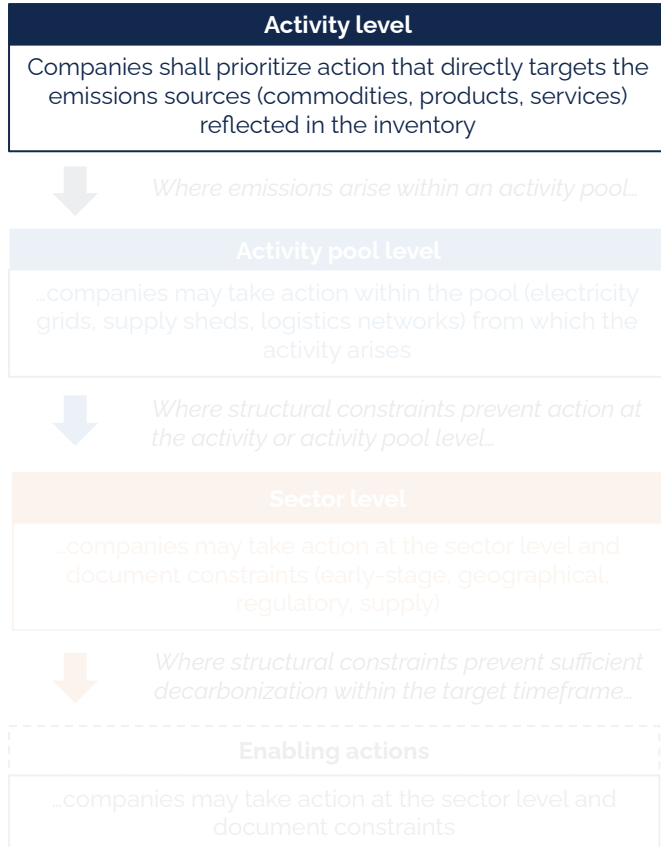 Activity level
Companies shall prioritize action that directly targets the
emissions sources (commodities, products, services)
reflected in the inventory
Where emissions arise within an activity pool...
Activity pool level
...companies may take action within the pool (electricity
grids, supply sheds, logistics networks) from which the
activity arises
Where structural constraints prevent action at
the activity or activity pool level...
Sector level
...companies may take action at the sector level and
document constraints (early-stage, geographical,
regulatory, supply)
Where structural constraints prevent sufficient
decarbonization within the target timeframe...
Enabling actions
...companies may take action at the sector level and
document constraints